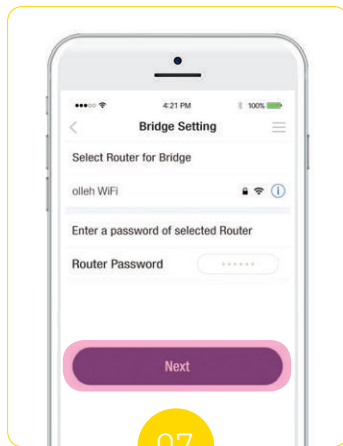 4:21 PM 100%
Bridge Setting
Select Router for Bridge
olleh WiFi
Enter a password of selected Router
Router Password ······
Next
07